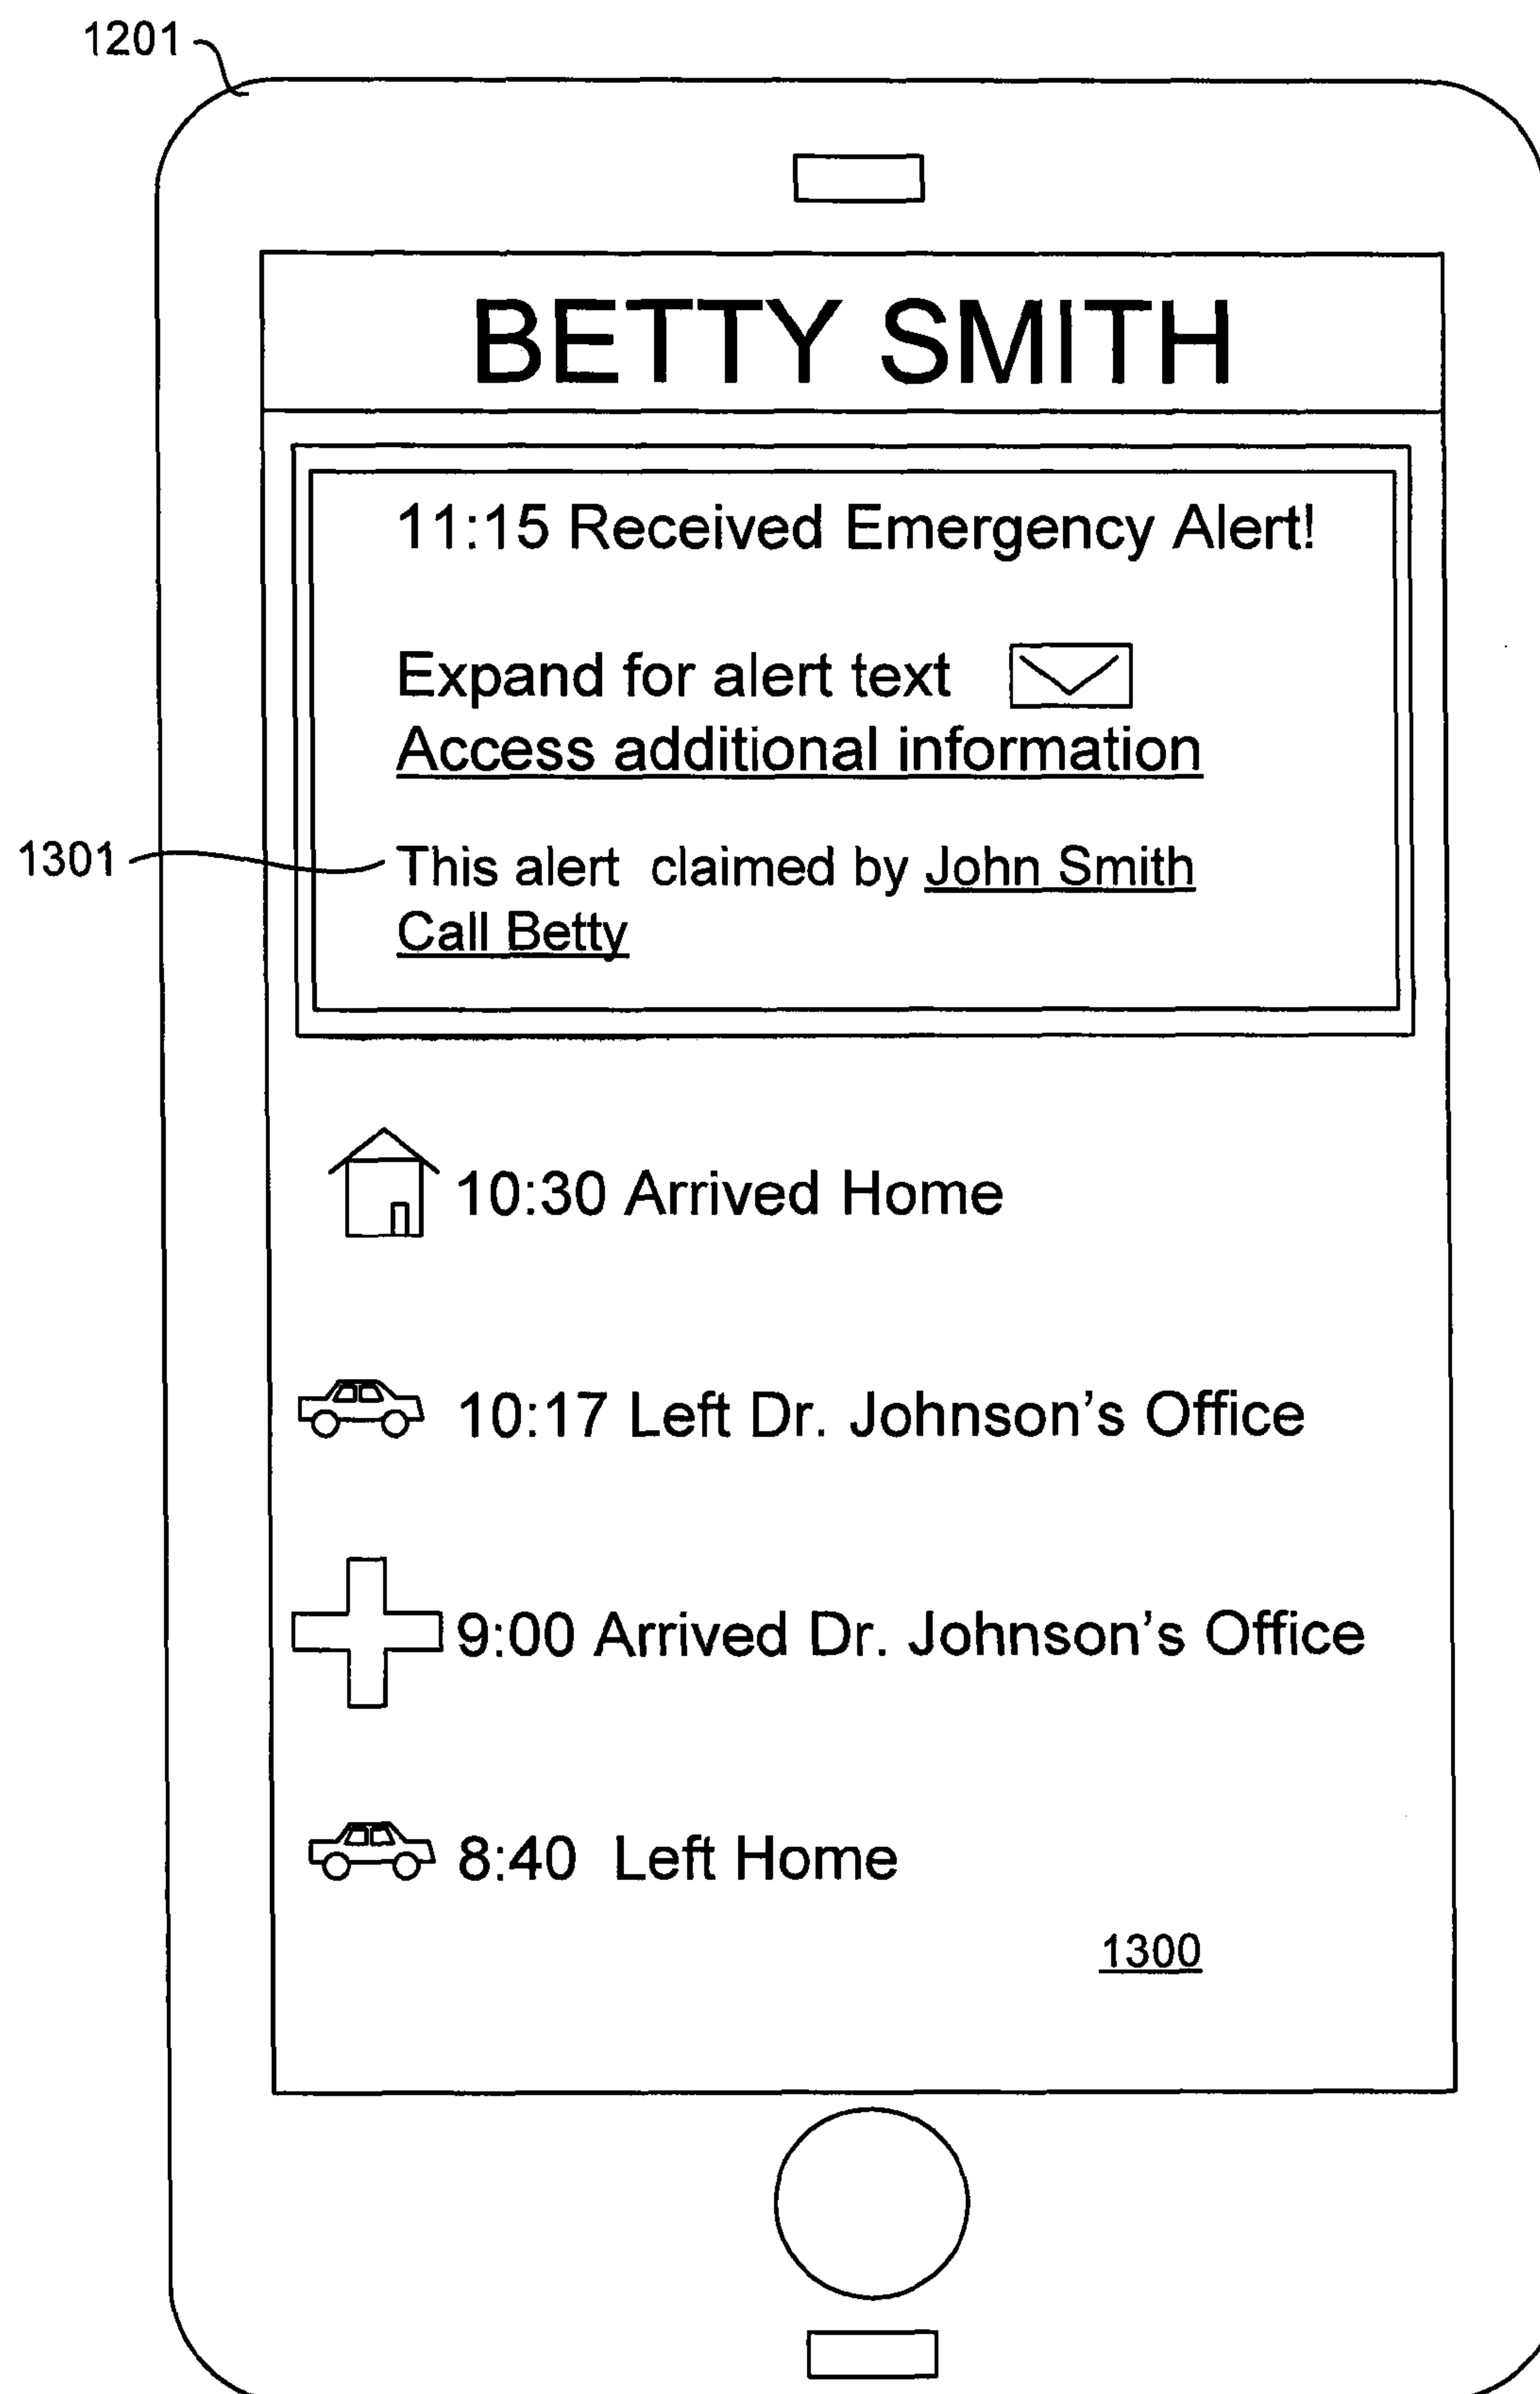 1201
BETTY SMITH
11:15 Received Emergency Alert!
Expand for alert text
Access additional information
1301
This alert claimed by John Smith
Call Betty
10:30 Arrived Home
10:17 Left Dr. Johnson's Office
9:00 Arrived Dr. Johnson's Office
8:40 Left Home
1300